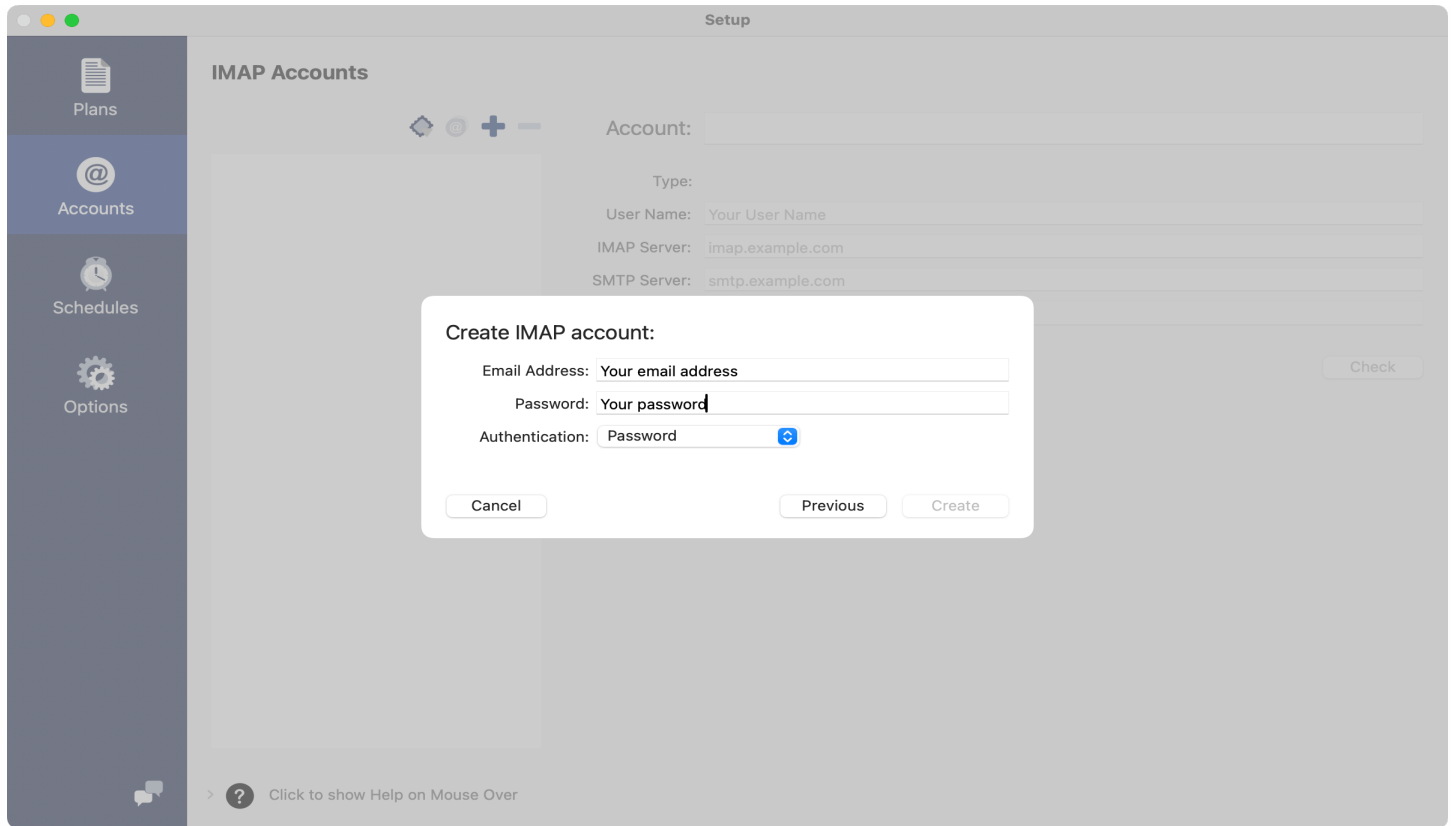 Setup
Plans
Accounts
Schedules
Options
IMAP Accounts
Account:
Type:
User Name: Your User Name
IMAP Server: imap.example.com
SMTP Server: smtp.example.com
Check
Create IMAP account:
Email Address: Your email address
Password: Your password
Authentication: Password
Cancel Previous Create
? Click to show Help on Mouse Over